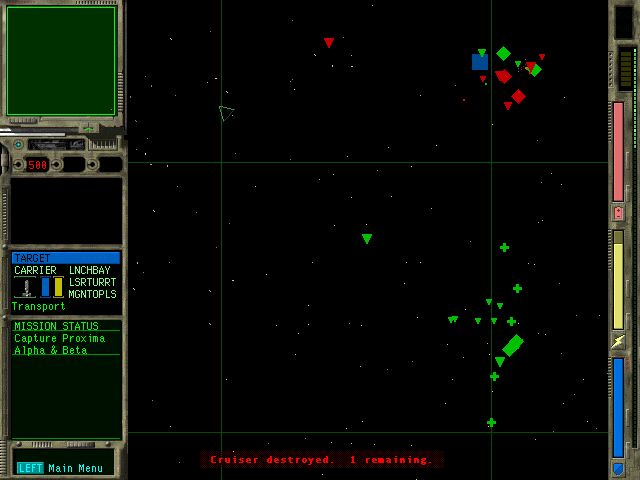 500
TARGET
CARRIER LNCHBAY
LSRTURRT
MGNTOPLS
Transport
MISSION STATUS
Capture Proxima
Alpha & Beta
LEFT Main Menu
Cruiser destroyed. 1 remaining.